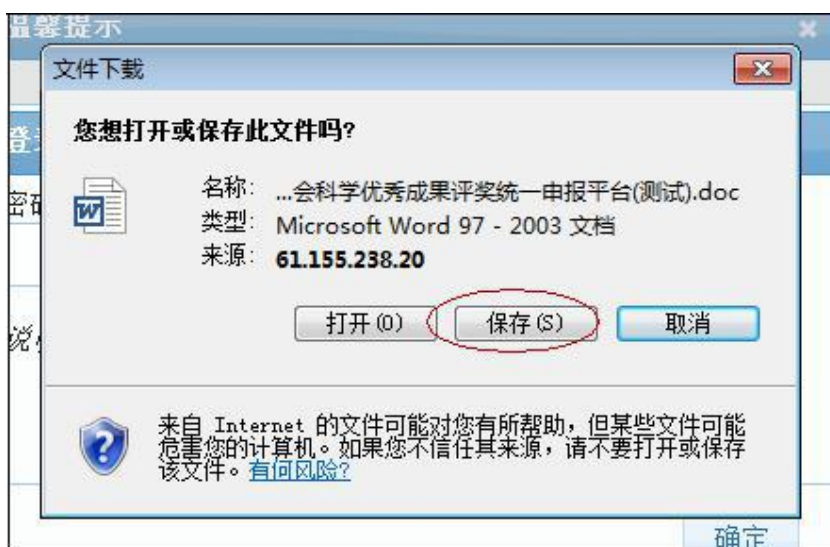 温馨提示
文件下载
您想打开或保存此文件吗?
名称: ...会科学优秀成果评奖统一申报平台(测试).doc
类型: Microsoft Word 97 - 2003 文档
来源: 61.155.238.20
打开(O) 保存(S) 取消
来自 Internet 的文件可能对您有所帮助,但某些文件可能
危害您的计算机。如果您不信任其来源,请不要打开或保存
该文件。有何风险?
确定